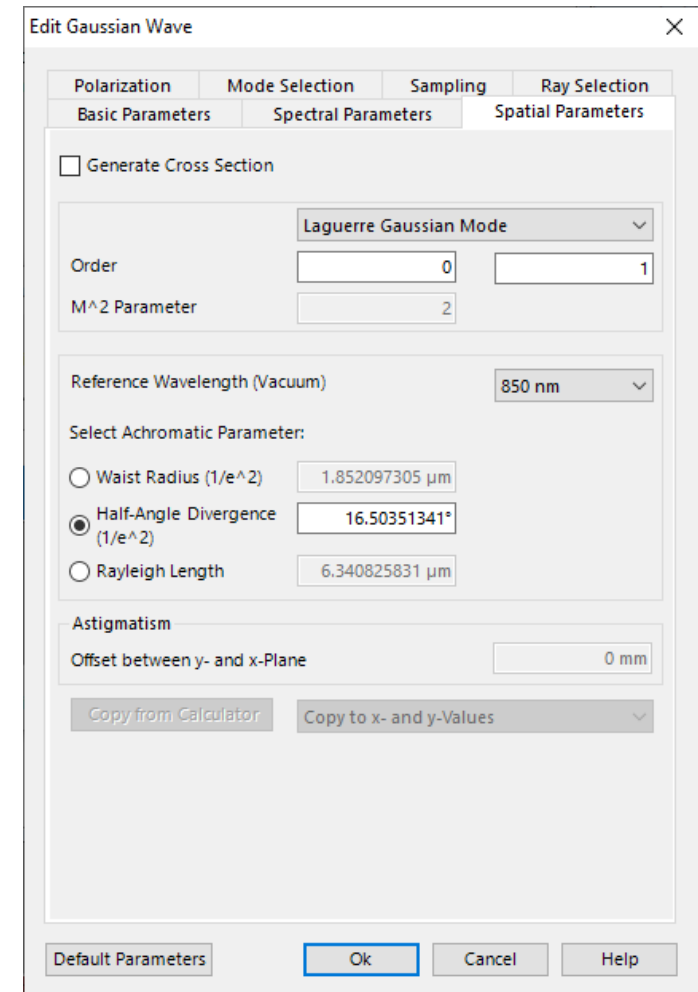 Edit Gaussian Wave
Polarization Mode Selection Sampling Ray Selection
Basic Parameters Spectral Parameters Spatial Parameters
Generate Cross Section
Laguerre Gaussian Mode
Order 0 1
M^2 Parameter 2
Reference Wavelength (Vacuum) 850 nm
Select Achromatic Parameter:
Waist Radius (1/e^2) 1.852097305 µm
Half-Angle Divergence
(1/e^2) 16.50351341°
Rayleigh Length 6.340825831 µm
Astigmatism
Offset between y- and x-Plane 0 mm
Copy from Calculator Copy to x- and y-Values
Default Parameters Ok Cancel Help